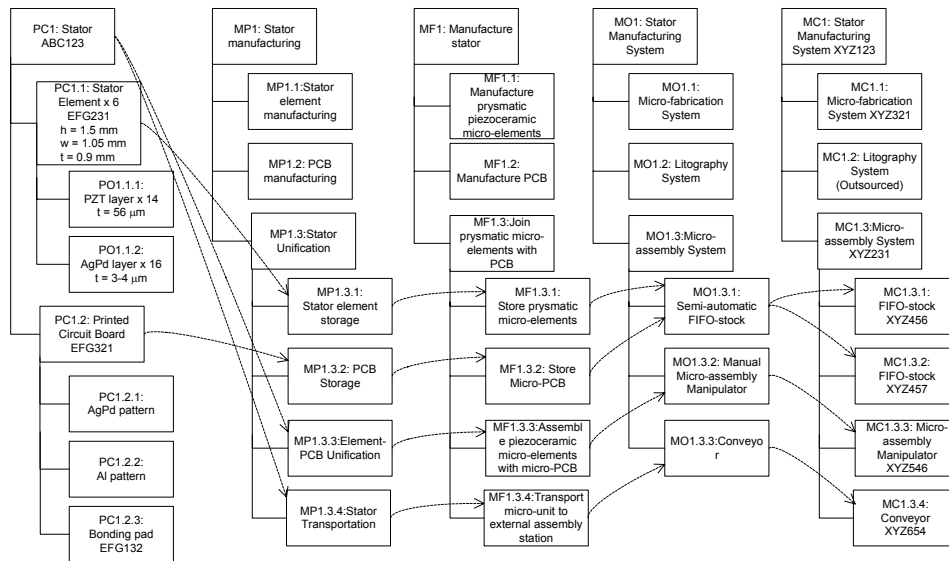 PC1: Stator
ABC123
PC1.1: Stator
Element x 6
EFG231
h = 1.5 mm
w = 1.05 mm
t = 0.9 mm
PO1.1.1:
PZT layer x 14
t = 56 μm
PO1.1.2:
AgPd layer x 16
t = 3-4 μm
PC1.2: Printed
Circuit Board
EFG321
PC1.2.1:
AgPd pattern
PC1.2.2:
Al pattern
PC1.2.3:
Bonding pad
EFG132
MP1: Stator
manufacturing
MP1.1:Stator
element
manufacturing
MP1.2: PCB
manufacturing
MP1.3:Stator
Unification
MP1.3.1:
Stator element
storage
MP1.3.2: PCB
Storage
MP1.3.3:Element-
PCB Unification
MP1.3.4:Stator
Transportation
MF1: Manufacture
stator
MF1.1:
Manufacture
prysmatic
piezoceramic
micro-elements
MF1.2:
Manufacture PCB
MF1.3:Join
prysmatic micro-
elements with
PCB
MF1.3.1:
Store prysmatic
micro-elements
MF1.3.2: Store
Micro-PCB
MF1.3.3:Assemb
le piezoceramic
micro-elements
with micro-PCB
MF1.3.4:Transport
micro-unit to
external assembly
station
MO1: Stator
Manufacturing
System
MO1.1:
Micro-fabrication
System
MO1.2: Litography
System
MO1.3:Micro-
assembly System
MO1.3.1:
Semi-automatic
FIFO-stock
MO1.3.2: Manual
Micro-assembly
Manipulator
MO1.3.3:Conveyo
r
MC1: Stator
Manufacturing
System XYZ123
MC1.1:
Micro-fabrication
System XYZ321
MC1.2: Litography
System
(Outsourced)
MC1.3:Micro-
assembly System
XYZ231
MC1.3.1:
FIFO-stock
XYZ456
MC1.3.2:
FIFO-stock
XYZ457
MC1.3.3: Micro-
assembly
Manipulator
XYZ546
MC1.3.4:
Conveyor
XYZ654